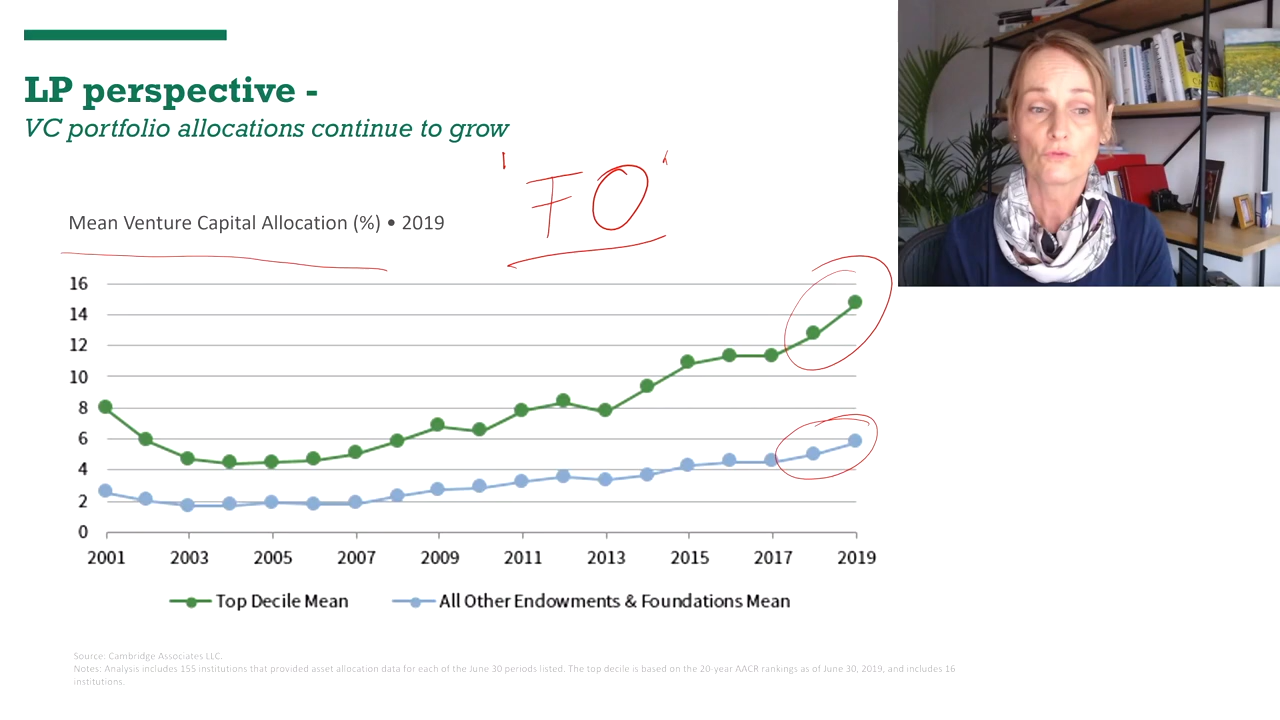 LP perspective -
VC portfolio allocations continue to grow
'FO'
Mean Venture Capital Allocation (%) • 2019
16
14
12
10
8
6
4
2
0
2001 2003 2005 2007 2009 2011 2013 2015 2017 2019
Top Decile Mean All Other Endowments & Foundations Mean
Source: Cambridge Associates LLC.
Notes: Analysis includes 155 institutions that provided asset allocation data for each of the June 30 periods listed. The top decile is based on the 20-year AACR rankings as of June 30, 2019, and includes 16
institutions.